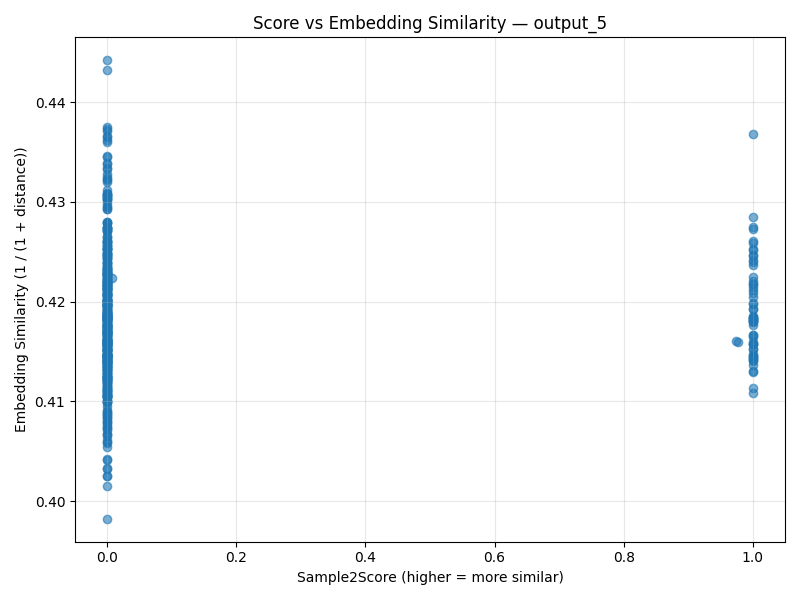 Score vs Embedding Similarity — output_5
Embedding Similarity (1 / (1 + distance))
0.44
0.43
0.42
0.41
0.40
0.0 0.2 0.4 0.6 0.8 1.0
Sample2Score (higher = more similar)